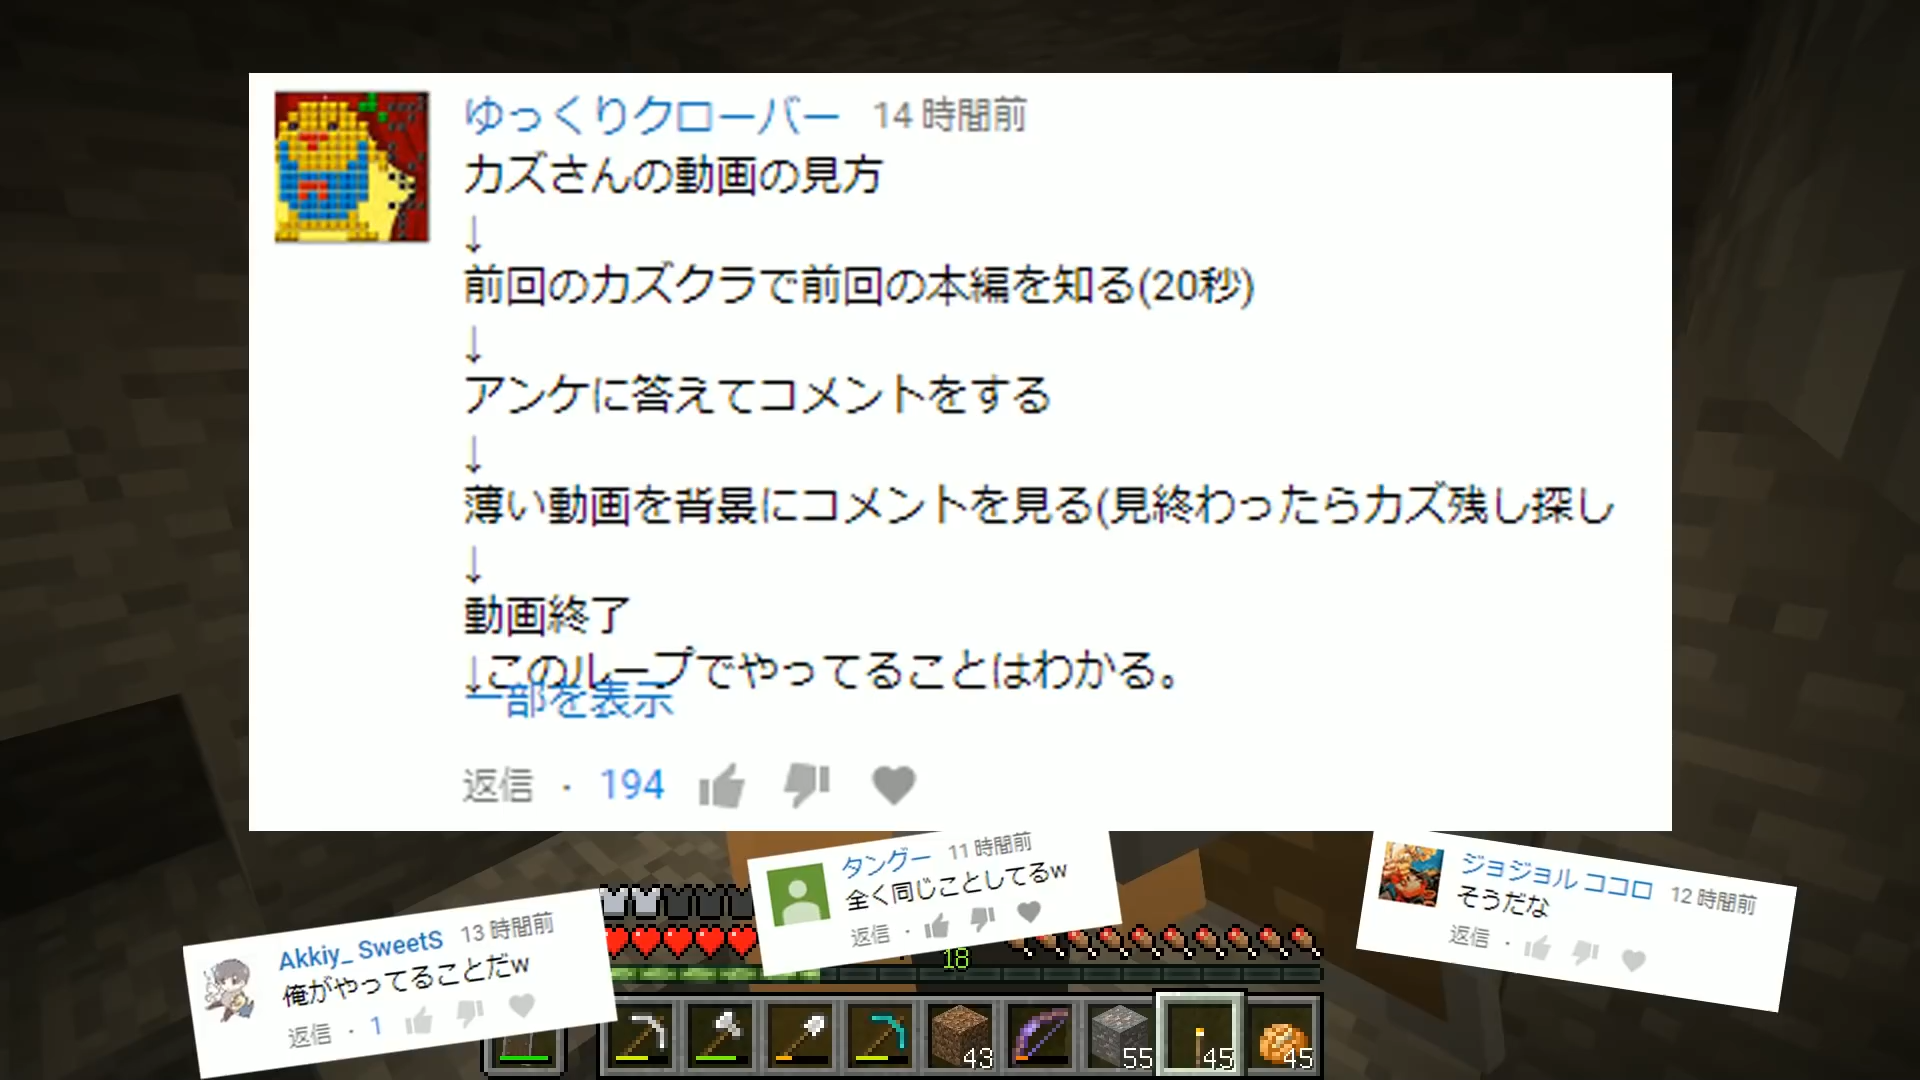 ゆっくりクローバー 14 時間前
カズさんの動画の見方
↓
前回のカズクラで前回の本編を知る(20秒)
↓
アンケに答えてコメントをする
↓
薄い動画を背景にコメントを見る(見終わったらカズ残し探し
↓
動画終了
↓このループでやってることはわかる。
一部を表示
返信 · 194
タングー 11 時間前
全く同じことしてるw
返信 ·
ジョジョル ココロ 12 時間前
そうだな
返信 ·
Akkiy_ SweetS 13 時間前
俺がやってることだw
返信 · 1
18
43 55 45 45